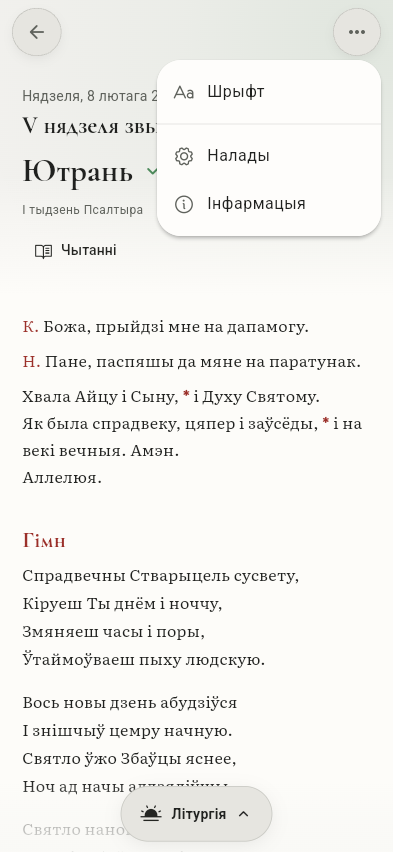 Нядзеля, 8 лютага
V нядзеля
Ютрань
I тыдзень Псалтыра
Чытанні
Шрыфт
Налады
Інфармацыя
К. Божа, прыйдзі мне на дапамогу.
Н. Пане, паспяшы да мяне на паратунак.
Хвала Айцу і Сыну, * і Духу Святому.
Як была спрадвеку, цяпер і заўсёды, * і на
векі вечныя. Амэн.
Аллелюя.
Гімн
Спрадвечны Стварыцель сусвету,
Кіруеш Ты днём і ноччу,
Змяняеш часы і поры,
Ўтаймоўваеш пыху людскую.
Вось новы дзень абудзіўся
І знішчыў цемру начную.
Святло ўжо Збаўцы яснее,
Ноч ад начы
Святло
Літургія